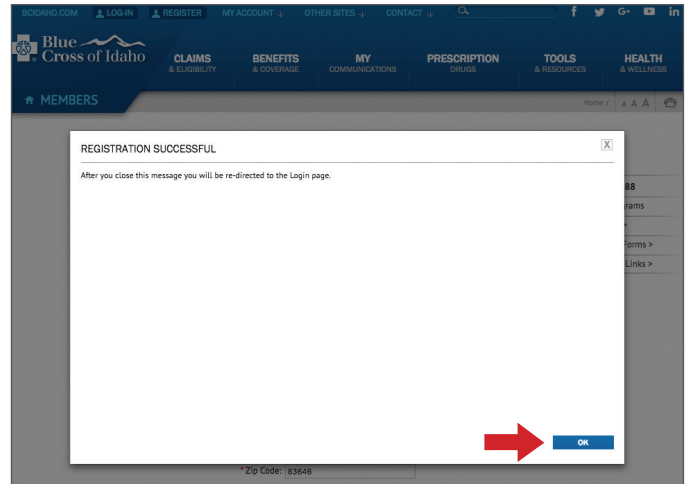 BCIDAHO.COM LOG-IN REGISTER MY ACCOUNT OTHER SITES CONTACT f G+ in
Blue
Cross of Idaho
CLAIMS BENEFITS MY PRESCRIPTION TOOLS HEALTH
& ELIGIBILITY & COVERAGE COMMUNICATIONS DRUGS & RESOURCES & WELLNESS
MEMBERS Home / A A A
REGISTRATION SUCCESSFUL X
After you close this message you will be re-directed to the Login page.
88
Forms >
Links >
OK
* Zip Code: 83646